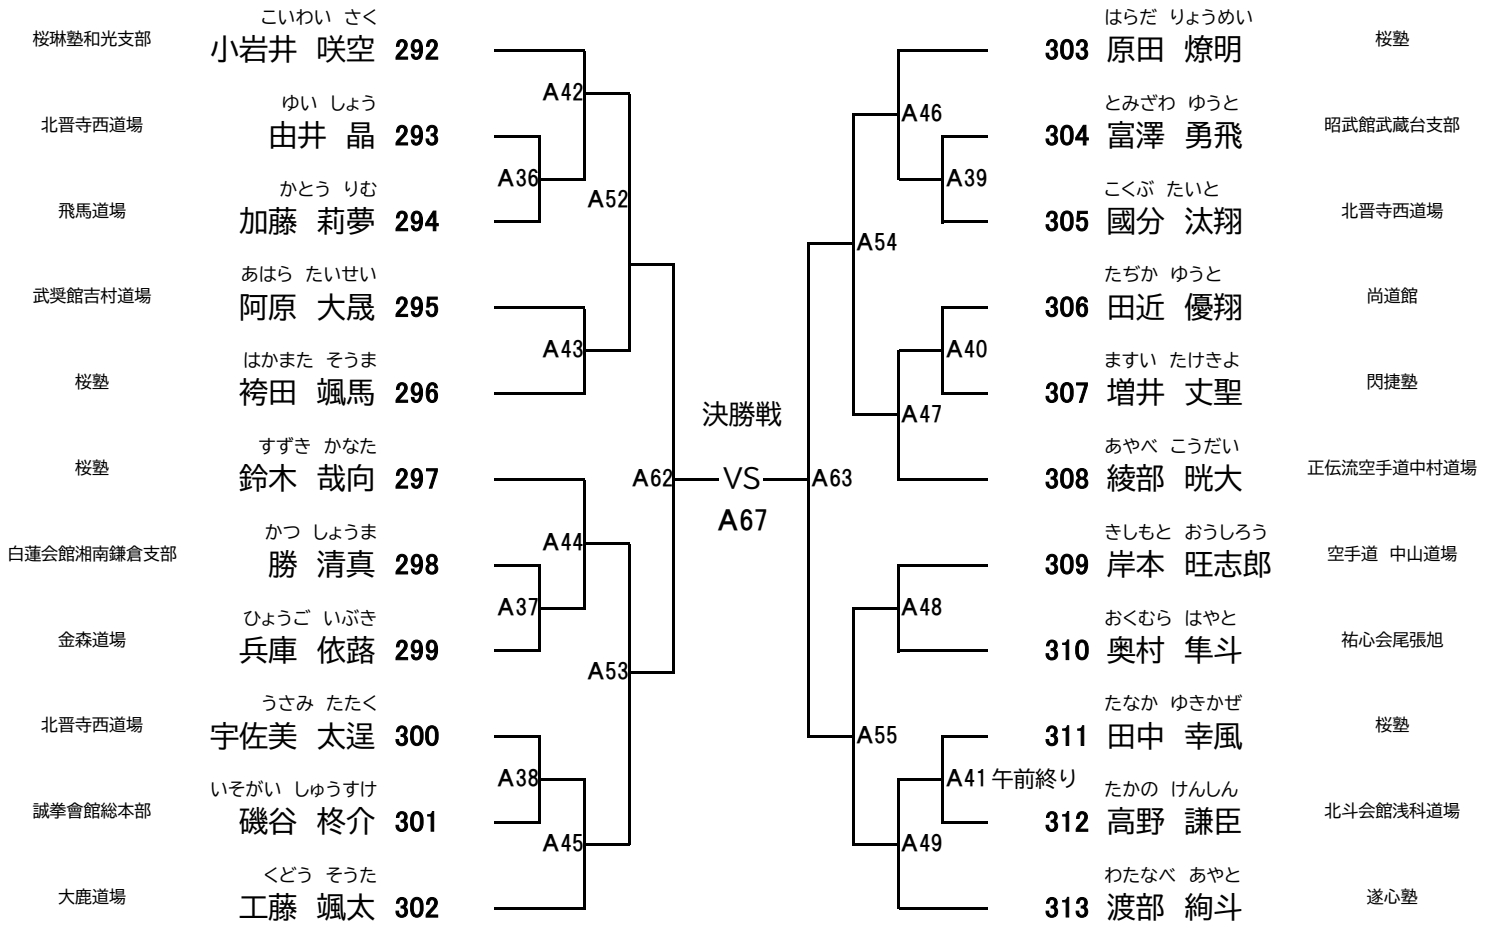 こいわい さく
桜琳塾和光支部 小岩井 咲空 292
ゆい しょう
北晋寺西道場 由井 晶 293
かとう りむ
飛馬道場 加藤 莉夢 294
あはら たいせい
武奨館吉村道場 阿原 大晟 295
はかまた そうま
桜塾 袴田 颯馬 296
すずき かなた
桜塾 鈴木 哉向 297
かつ しょうま
白蓮会館湘南鎌倉支部 勝 清真 298
ひょうご いぶき
金森道場 兵庫 依蕗 299
うさみ たたく
北晋寺西道場 宇佐美 太逞 300
いそがい しゅうすけ
誠拳會館総本部 磯谷 柊介 301
くどう そうた
大鹿道場 工藤 颯太 302
A42
A36
A52
A43
A62
A44
A37
A53
A38
A45
決勝戦
VS
A67
A46
A39
A54
A40
A47
A63
A48
A55
A41 午前終り
A49
はらだ りょうめい
303 原田 燎明 桜塾
とみざわ ゆうと
304 富澤 勇飛 昭武館武蔵台支部
こくぶ たいと
305 國分 汰翔 北晋寺西道場
たぢか ゆうと
306 田近 優翔 尚道館
ますい たけきよ
307 増井 丈聖 閃捷塾
あやべ こうだい
308 綾部 晄大 正伝流空手道中村道場
きしもと おうしろう
309 岸本 旺志郎 空手道 中山道場
おくむら はやと
310 奥村 隼斗 祐心会尾張旭
たなか ゆきかぜ
311 田中 幸風 桜塾
たかの けんしん
312 高野 謙臣 北斗会館浅科道場
わたなべ あやと
313 渡部 絢斗 遂心塾